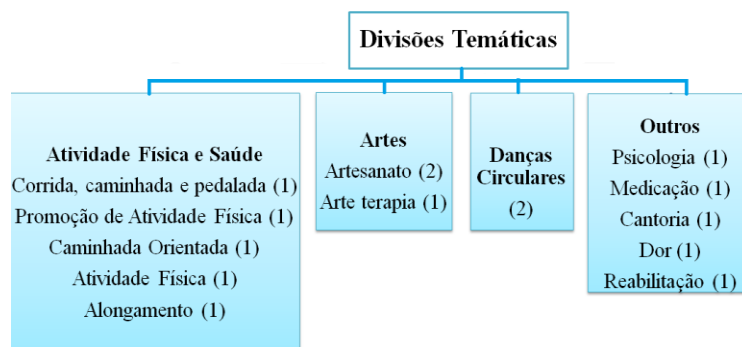 Divisões Temáticas
Atividade Física e Saúde
Corrida, caminhada e pedalada (1)
Promoção de Atividade Física (1)
Caminhada Orientada (1)
Atividade Física (1)
Alongamento (1)
Artes
Artesanato (2)
Arte terapia (1)
Danças
Circulares
(2)
Outros
Psicologia (1)
Medicação (1)
Cantoria (1)
Dor (1)
Reabilitação (1)